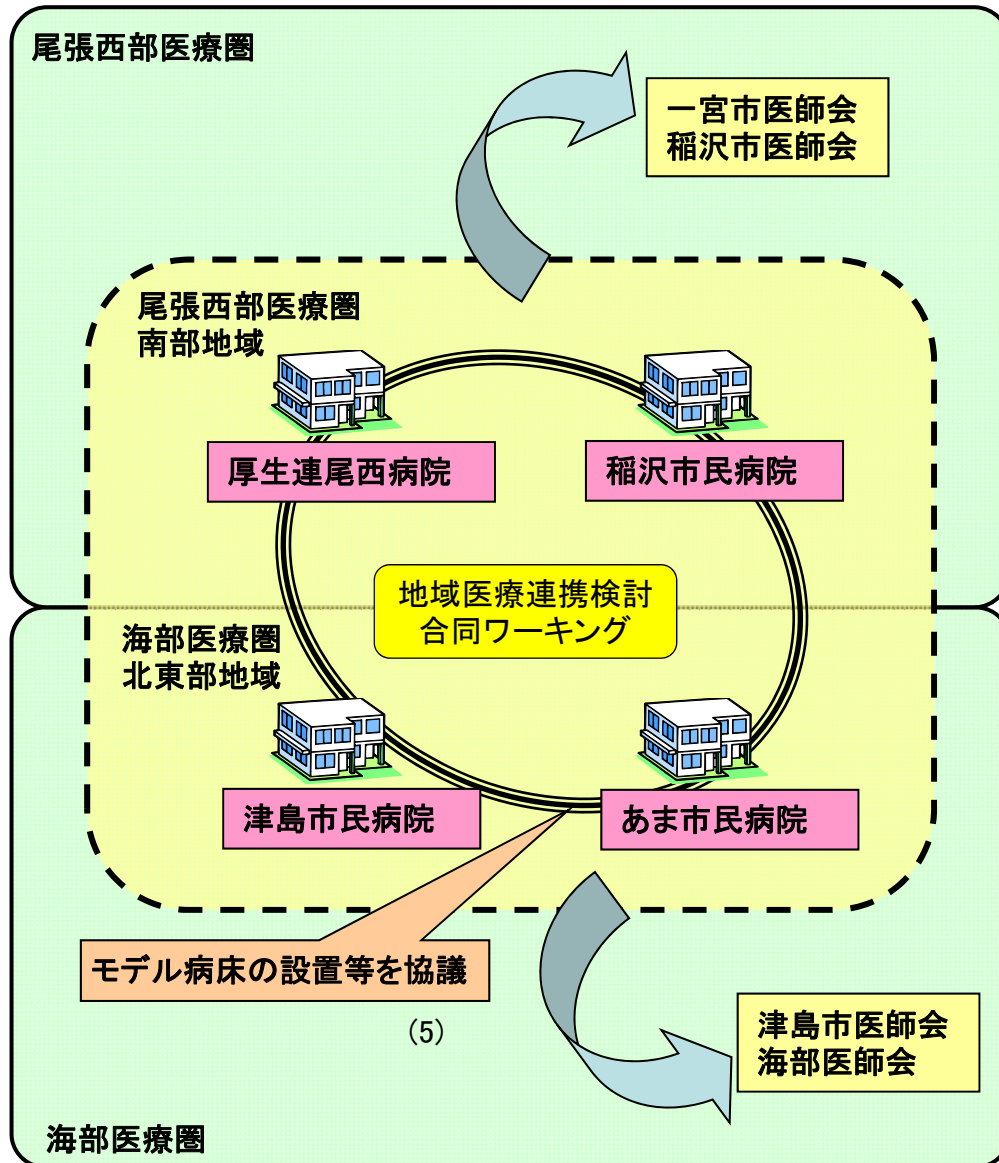 尾張西部医療圏
一宮市医師会
稲沢市医師会
尾張西部医療圏
南部地域
厚生連尾西病院
稲沢市民病院
地域医療連携検討
合同ワーキング
海部医療圏
北東部地域
津島市民病院
あま市民病院
モデル病床の設置等を協議
(5)
津島市医師会
海部医師会
海部医療圏